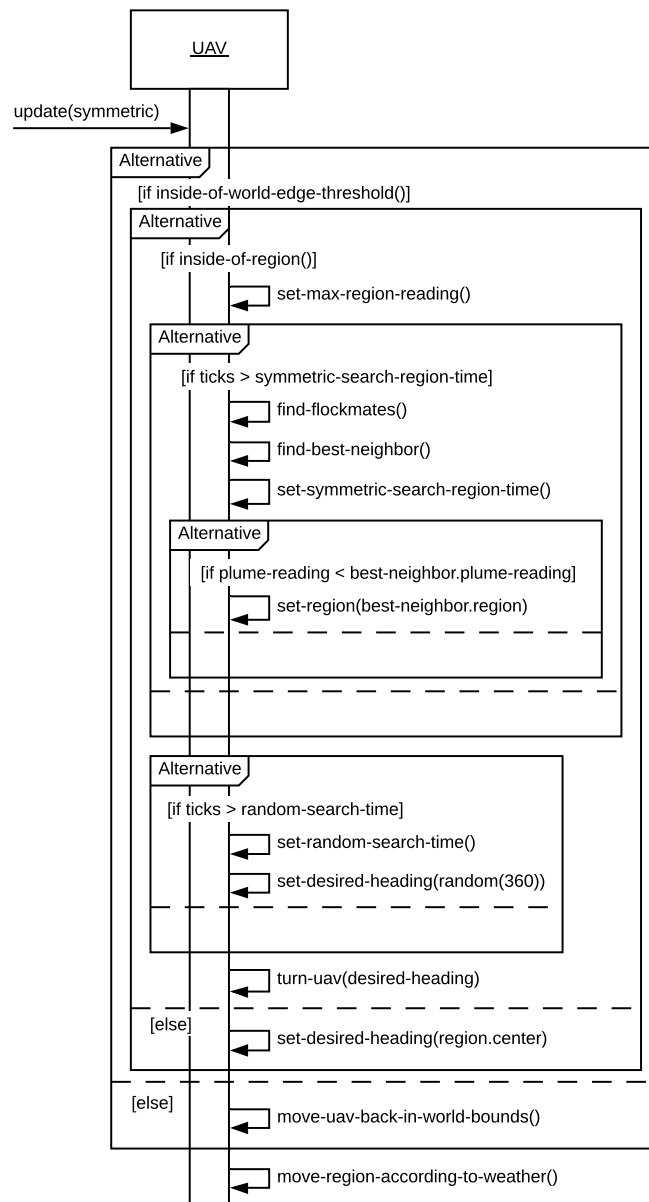 UAV
update(symmetric)
Alternative
[if inside-of-world-edge-threshold()]
Alternative
[if inside-of-region()]
set-max-region-reading()
Alternative
[if ticks > symmetric-search-region-time]
find-flockmates()
find-best-neighbor()
set-symmetric-search-region-time()
Alternative
[if plume-reading < best-neighbor.plume-reading]
set-region(best-neighbor.region)
Alternative
[if ticks > random-search-time]
set-random-search-time()
set-desired-heading(random(360))
turn-uav(desired-heading)
[else]
set-desired-heading(region.center)
[else]
move-uav-back-in-world-bounds()
move-region-according-to-weather()